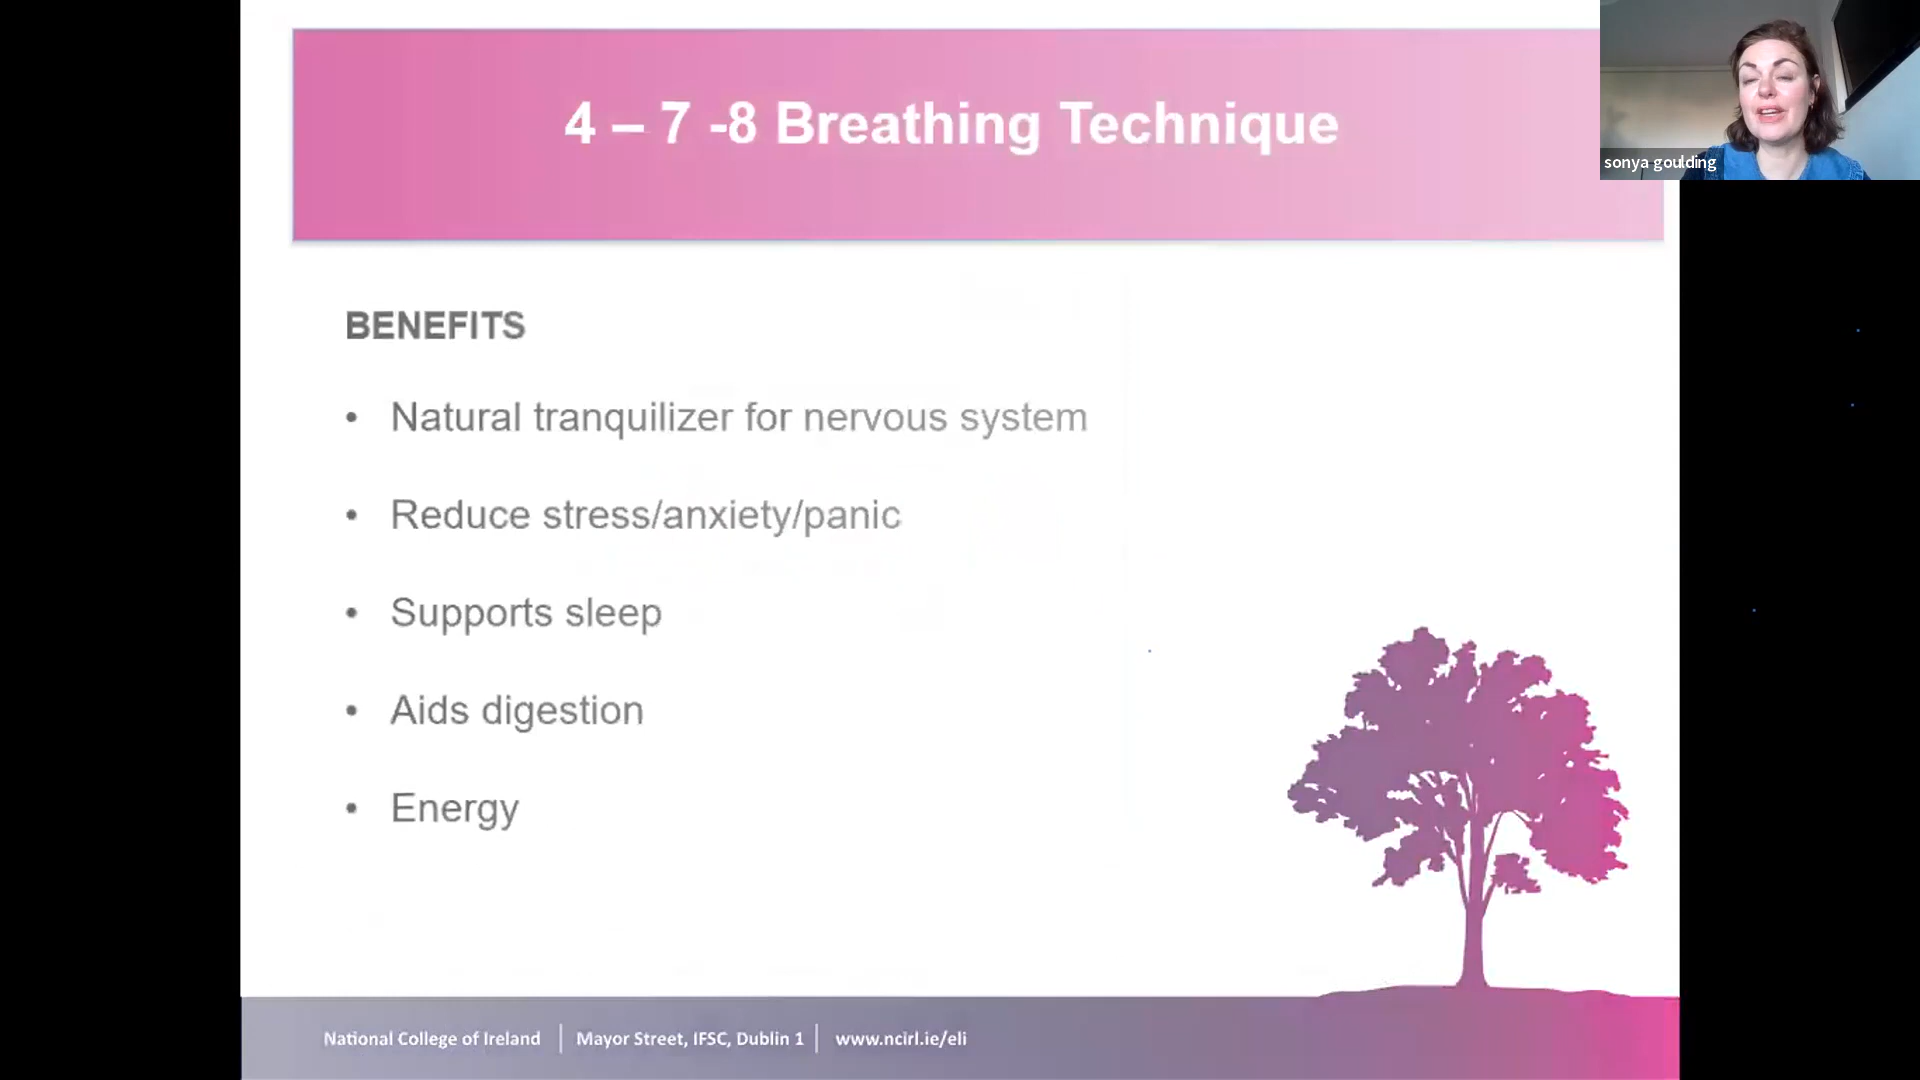 4 – 7 -8 Breathing Technique
sonya goulding
BENEFITS
• Natural tranquilizer for nervous system
• Reduce stress/anxiety/panic
• Supports sleep
• Aids digestion
• Energy
National College of Ireland | Mayor Street, IFSC, Dublin 1 | www.ncirl.ie/eli